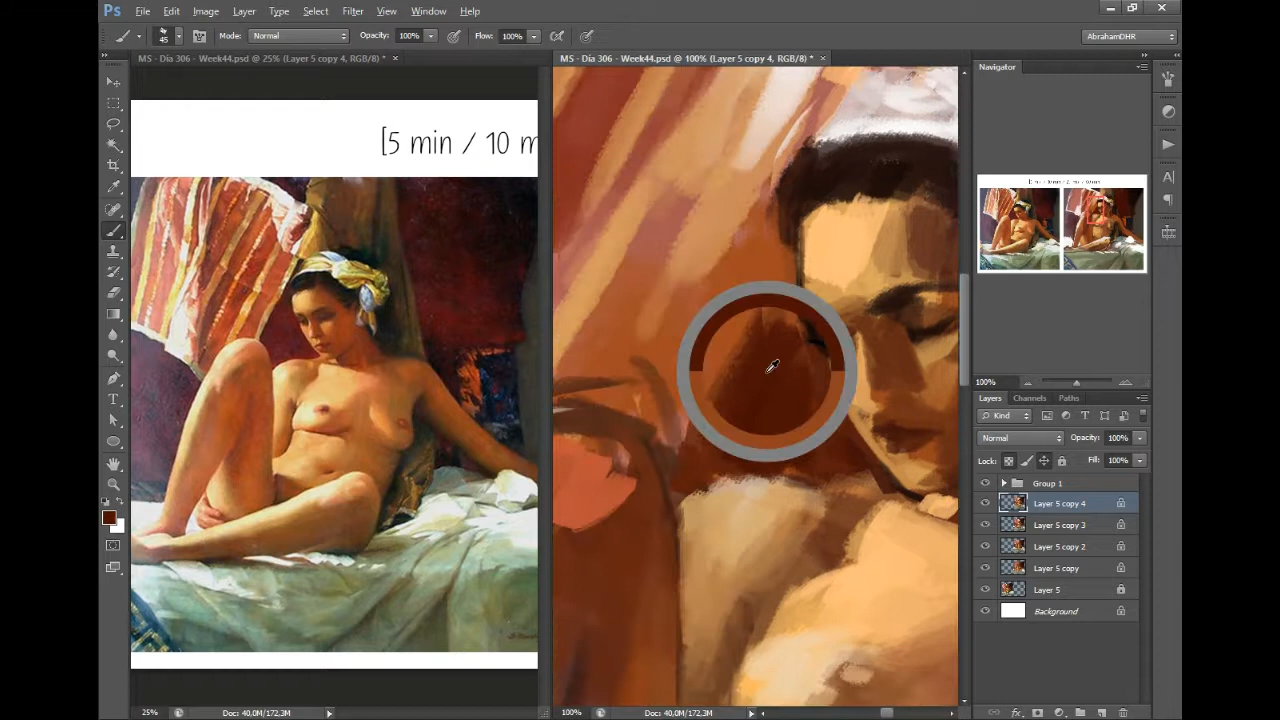 Ps File Edit Image Layer Type Select Filter View Window Help
45 Mode: Normal Opacity: 100% Flow: 100% AbrahamDHR
MS - Dia 306 - Week44.psd @ 25% (Layer 5 copy 4, RGB/8) * ×
MS - Dia 306 - Week44.psd @ 100% (Layer 5 copy 4, RGB/8) * ×
Navigator
[5 min / 10 m
100%
Layers Channels Paths
Kind
Normal Opacity: 100%
Lock: Fill: 100%
Group 1
Layer 5 copy 4
Layer 5 copy 3
Layer 5 copy 2
Layer 5 copy
Layer 5
Background
25% Doc: 40,0M/172,3M
100% Doc: 40,0M/172,3M